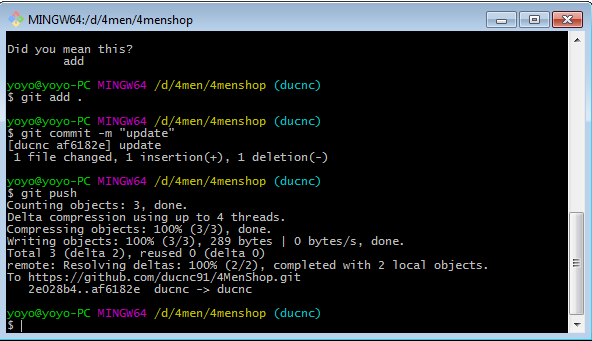 MINGW64:/d/4men/4menshop
Did you mean this?
add
yoyo@yoyo-PC MINGW64 /d/4men/4menshop (ducnc)
$ git add .
yoyo@yoyo-PC MINGW64 /d/4men/4menshop (ducnc)
$ git commit -m "update"
[ducnc af6182e] update
1 file changed, 1 insertion(+), 1 deletion(-)
yoyo@yoyo-PC MINGW64 /d/4men/4menshop (ducnc)
$ git push
Counting objects: 3, done.
Delta compression using up to 4 threads.
Compressing objects: 100% (3/3), done.
Writing objects: 100% (3/3), 289 bytes | 0 bytes/s, done.
Total 3 (delta 2), reused 0 (delta 0)
remote: Resolving deltas: 100% (2/2), completed with 2 local objects.
To https://github.com/ducnc91/4MenShop.git
2e028b4..af6182e  ducnc -> ducnc
yoyo@yoyo-PC MINGW64 /d/4men/4menshop (ducnc)
$